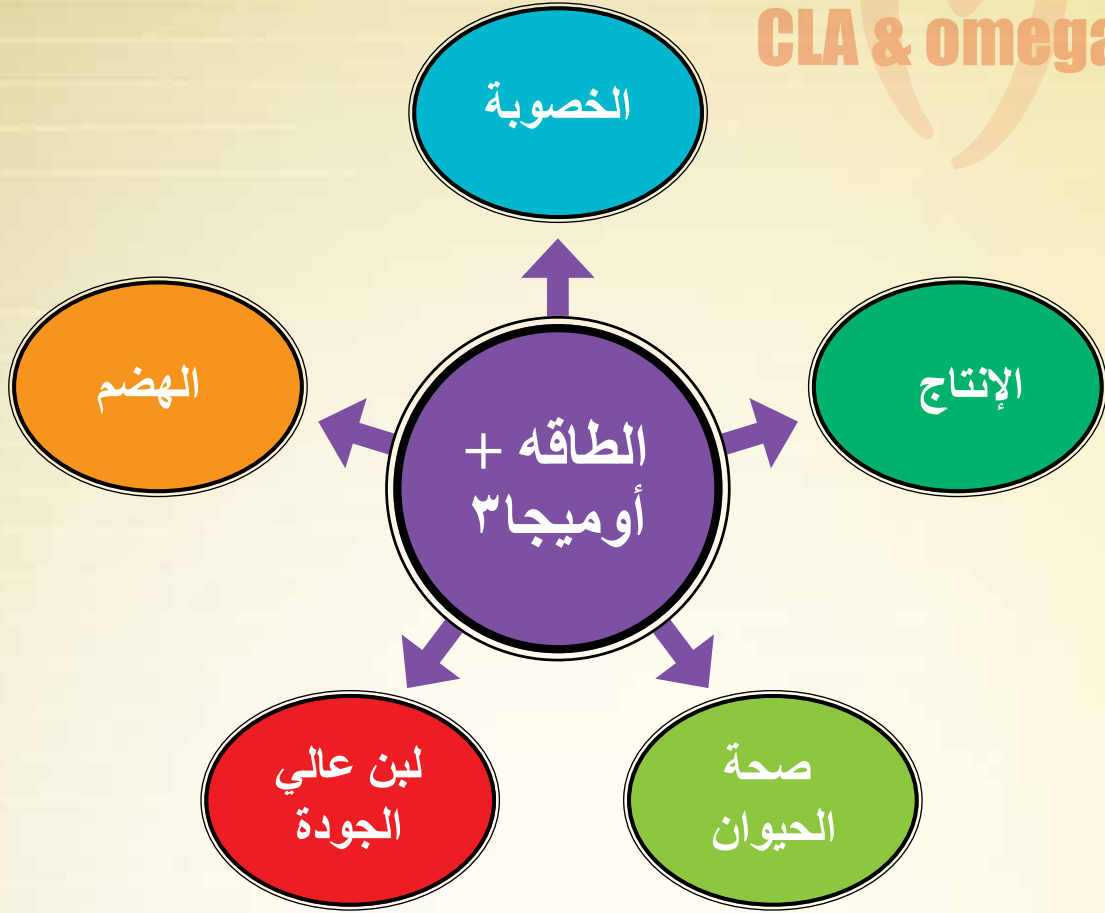 CLA & omega
الخصوبة
الإنتاج
الهضم
الطاقه +
أوميجا٣
صحة
الحيوان
لبن عالي
الجودة